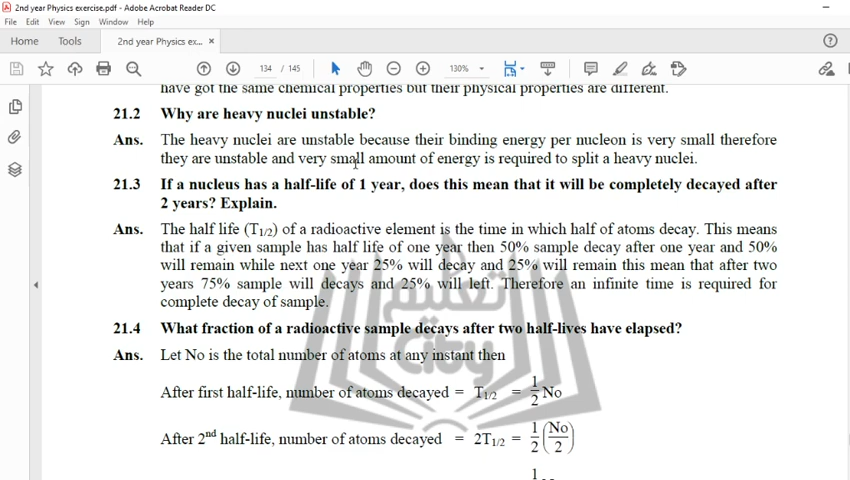 2nd year Physics exercise.pdf - Adobe Acrobat Reader DC
File Edit View Sign Window Help
Home Tools 2nd year Physics ex... ×
134 / 145 130%
have got the same chemical properties but their physical properties are different.
21.2 Why are heavy nuclei unstable?
Ans. The heavy nuclei are unstable because their binding energy per nucleon is very small therefore
they are unstable and very small amount of energy is required to split a heavy nuclei.
21.3 If a nucleus has a half-life of 1 year, does this mean that it will be completely decayed after
2 years? Explain.
Ans. The half life (T1/2) of a radioactive element is the time in which half of atoms decay. This means
that if a given sample has half life of one year then 50% sample decay after one year and 50%
will remain while next one year 25% will decay and 25% will remain this mean that after two
years 75% sample will decays and 25% will left. Therefore an infinite time is required for
complete decay of sample.
21.4 What fraction of a radioactive sample decays after two half-lives have elapsed?
Ans. Let No is the total number of atoms at any instant then
After first half-life, number of atoms decayed = T1/2 = 1/2 No
After 2nd half-life, number of atoms decayed = 2T1/2 = 1/2 (No/2)
تعلیم
City